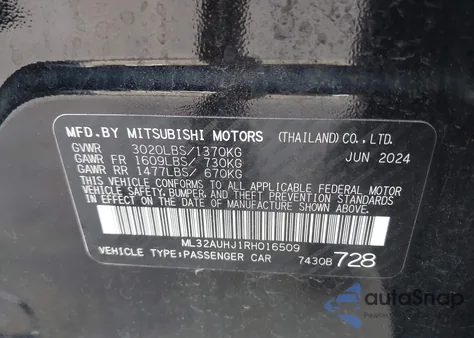 MFD.BY MITSUBISHI MOTORS (THAILAND)CO.,LTD.
GVWR 3020LBS/1370KG JUN 2024
GAWR FR 1609LBS/ 730KG
GAWR RR 1477LBS/ 670KG
THIS VEHICLE CONFORMS TO ALL APPLICABLE FEDERAL MOTOR
VEHICLE SAFETY, BUMPER, AND THEFT PREVENTION STANDARDS
IN EFFECT ON THE DATE OF MANUFACTURE SHOWN ABOVE.
ML32AUHJ1RH016509
VEHICLE TYPE:PASSENGER CAR 7430B 728
autoSnap